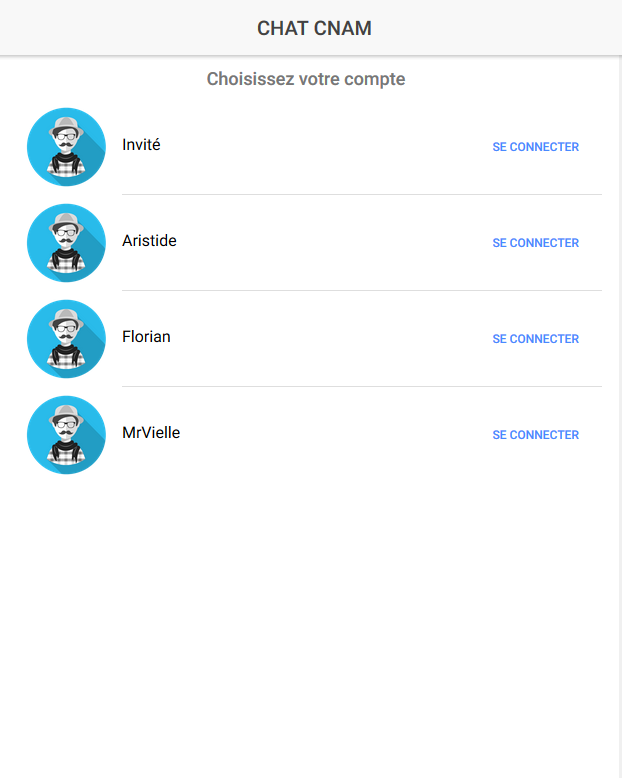 CHAT CNAM
Choisissez votre compte
Invité
SE CONNECTER
Aristide
SE CONNECTER
Florian
SE CONNECTER
MrVielle
SE CONNECTER